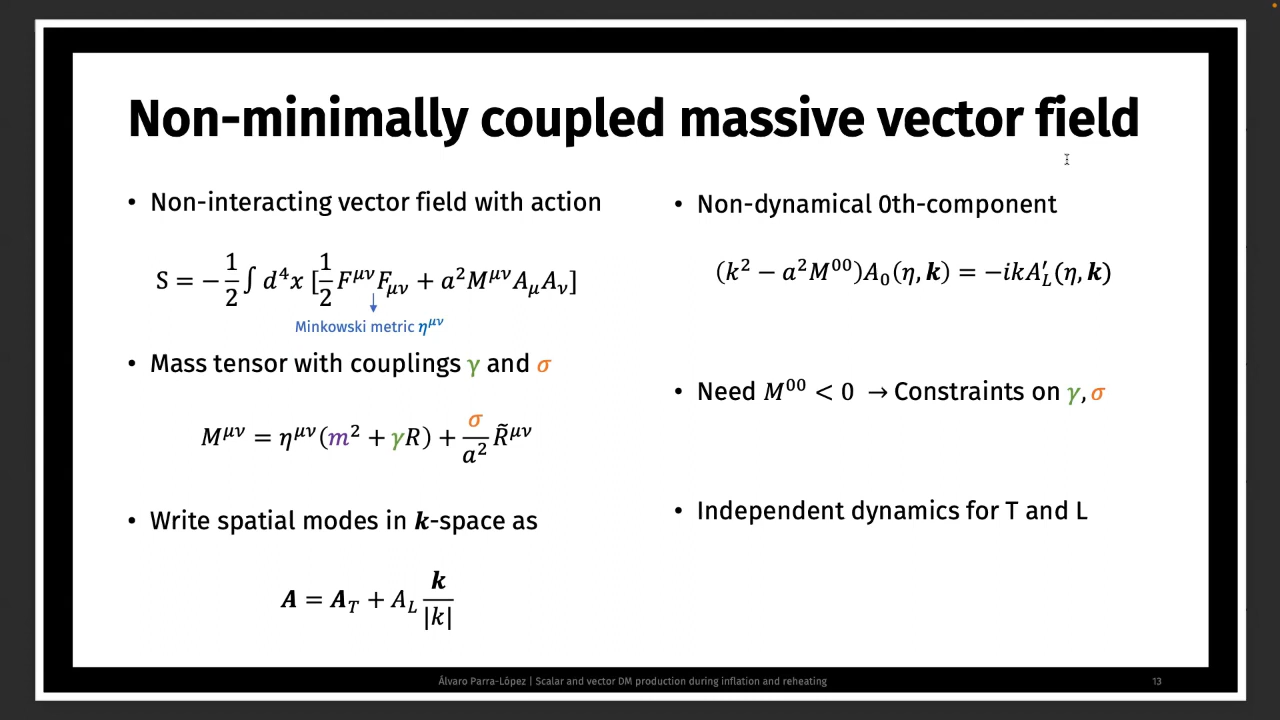 Non-minimally coupled massive vector field
• Non-interacting vector field with action
S = −1/2 ∫ d⁴x [1/2 F^{μν}F_{μν} + a²M^{μν}A_μA_ν]
Minkowski metric η^{μν}
• Mass tensor with couplings γ and σ
M^{μν} = η^{μν}(m² + γR) + σ/a² R̃^{μν}
• Write spatial modes in k-space as
A = A_T + A_L k/|k|
• Non-dynamical 0th-component
(k² − a²M⁰⁰)A₀(η, k) = −ikA′_L(η, k)
• Need M⁰⁰ < 0 → Constraints on γ, σ
• Independent dynamics for T and L
Álvaro Parra-López | Scalar and vector DM production during inflation and reheating
13